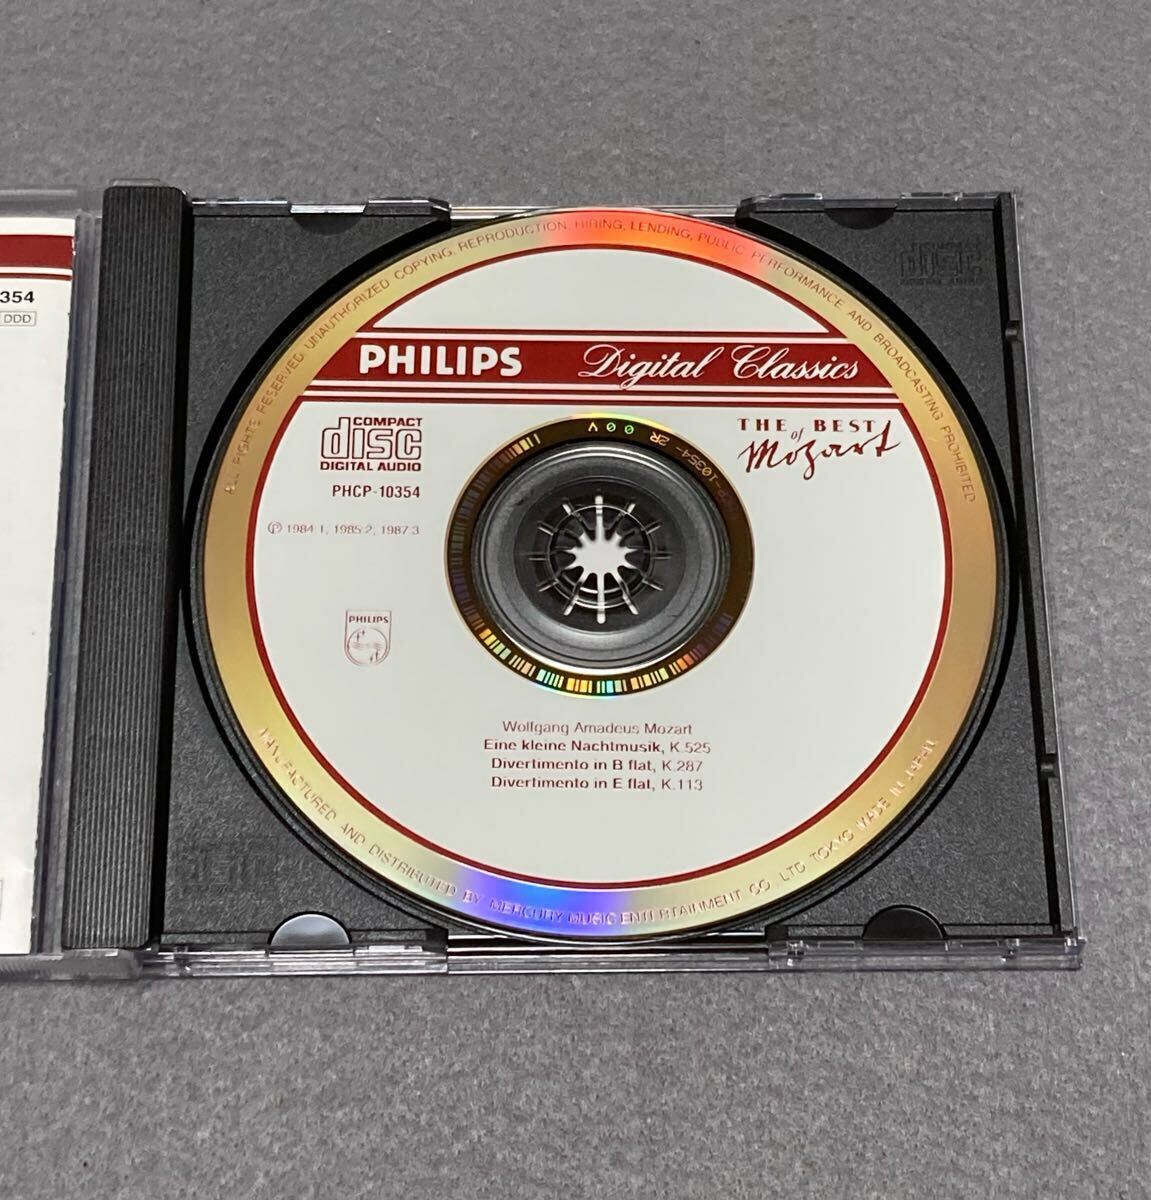 354
DDD
ALL RIGHTS RESERVED UNAUTHORIZED COPYING, REPRODUCTION, HIRING, LENDING, PUBLIC PERFORMANCE AND BROADCASTING PROHIBITED
PHILIPS Digital Classics
COMPACT
disc
DIGITAL AUDIO
PHCP-10354
THE of BEST
Mozart
Ⓟ 1984:1, 1985:2, 1987:3
PHILIPS
Wolfgang Amadeus Mozart
Eine kleine Nachtmusik, K.525
Divertimento in B flat, K.287
Divertimento in E flat, K.113
MANUFACTURED AND DISTRIBUTED BY MERCURY MUSIC ENTERTAINMENT CO., LTD TOKYO MADE IN JAPAN
disc